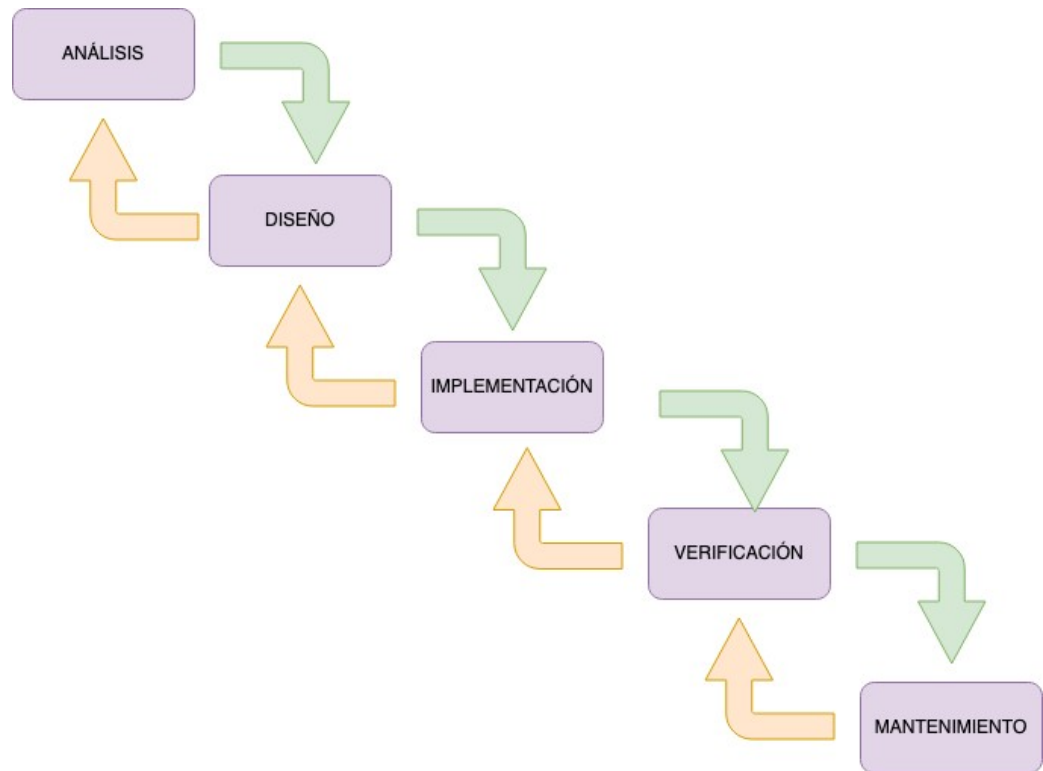 ANÁLISIS
DISEÑO
IMPLEMENTACIÓN
VERIFICACIÓN
MANTENIMIENTO